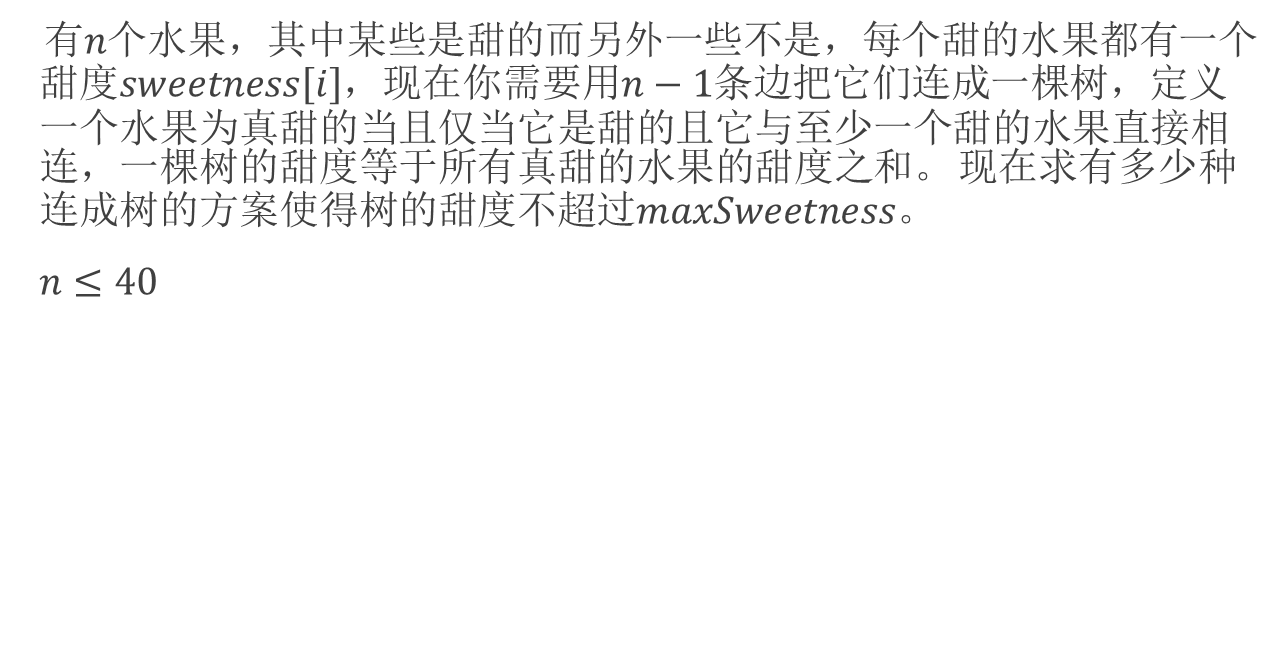 有n个水果，其中某些是甜的而另外一些不是，每个甜的水果都有一个
甜度sweetness[i]，现在你需要用n − 1条边把它们连成一棵树，定义
一个水果为真甜的当且仅当它是甜的且它与至少一个甜的水果直接相
连，一棵树的甜度等于所有真甜的水果的甜度之和。现在求有多少种
连成树的方案使得树的甜度不超过maxSweetness。
n ≤ 40